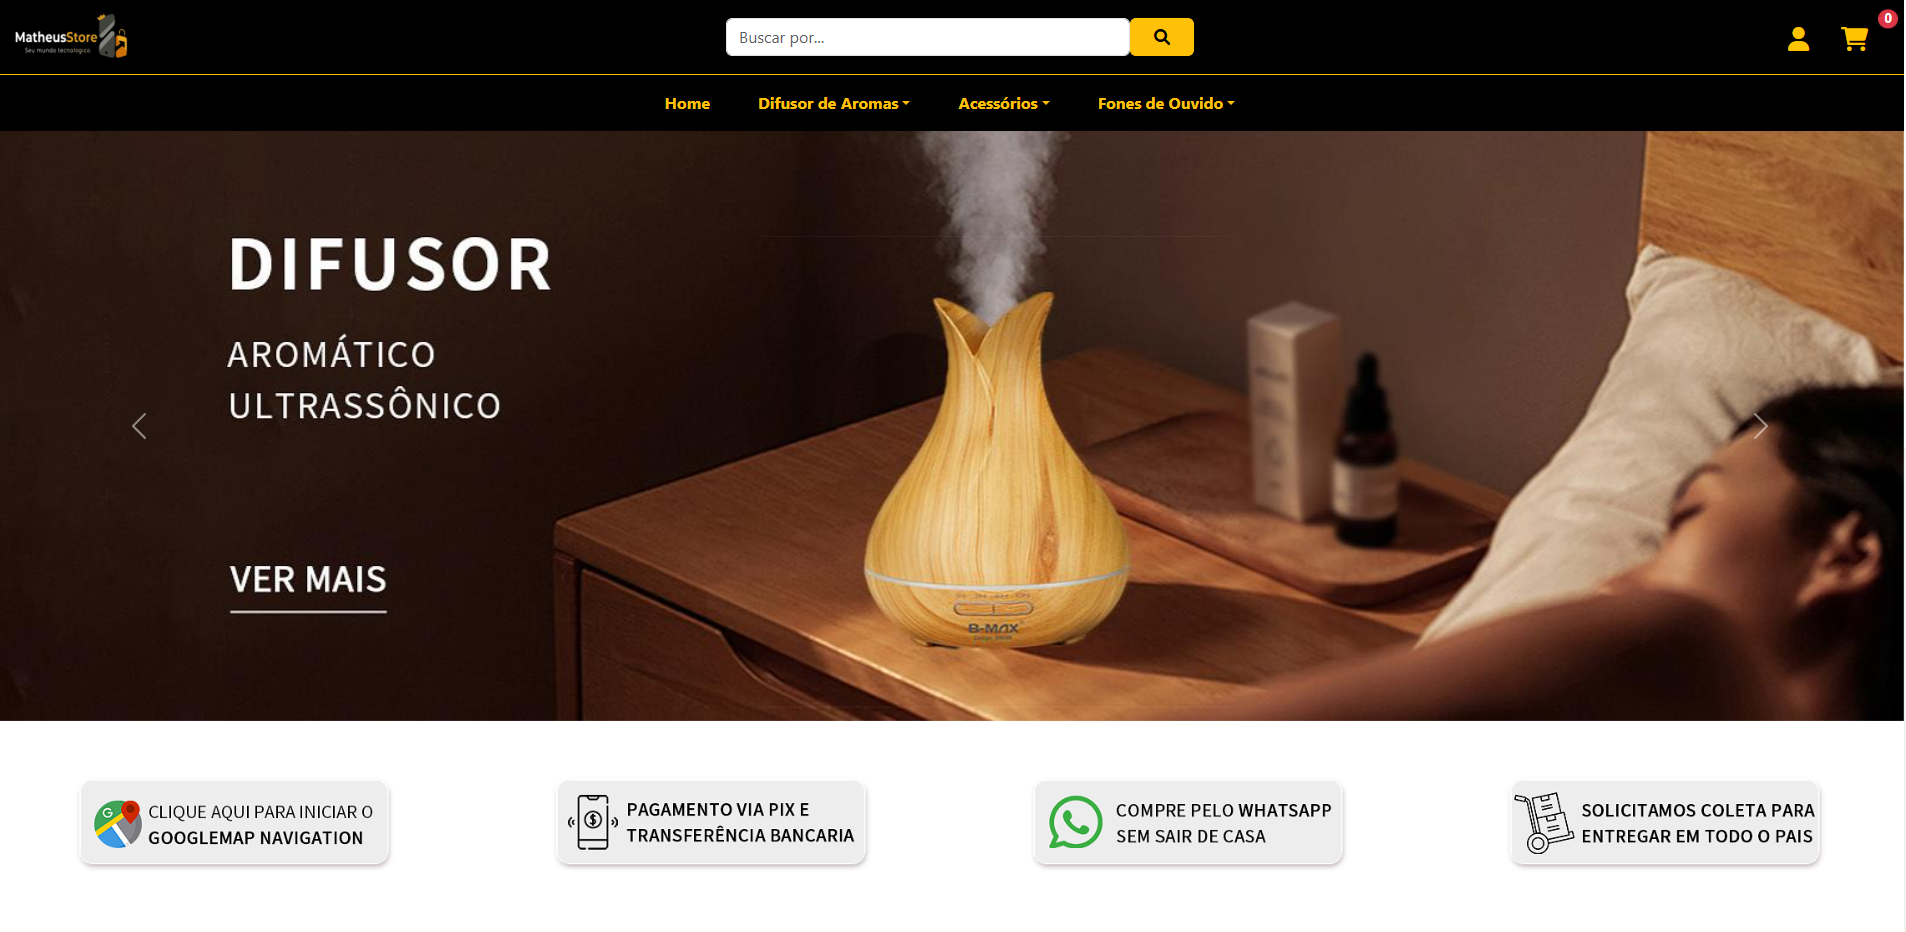 MatheusStore
Seu mundo tecnologico.
Buscar por...
0
Home
Difusor de Aromas
Acessórios
Fones de Ouvido
DIFUSOR
AROMÁTICO
ULTRASSÔNICO
VER MAIS
B-MAX
G
CLIQUE AQUI PARA INICIAR O
GOOGLEMAP NAVIGATION
$
PAGAMENTO VIA PIX E
TRANSFERÊNCIA BANCARIA
COMPRE PELO WHATSAPP
SEM SAIR DE CASA
SOLICITAMOS COLETA PARA
ENTREGAR EM TODO O PAIS